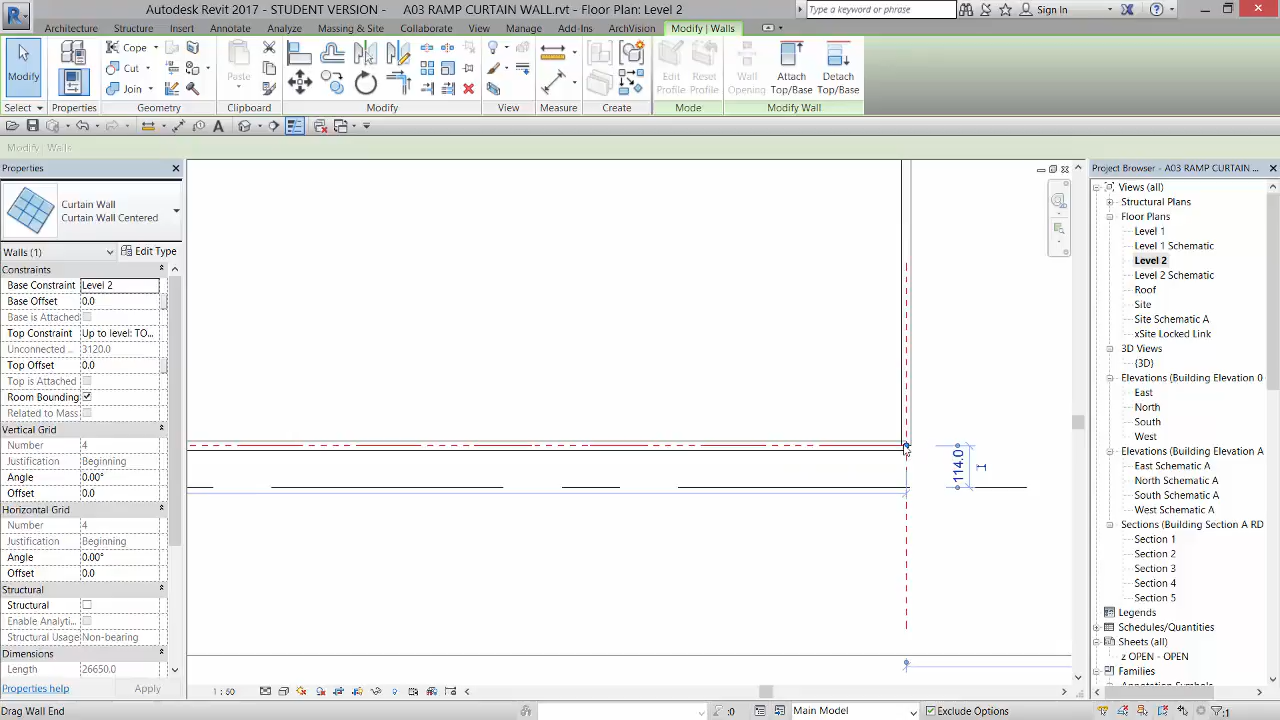 Autodesk Revit 2017 - STUDENT VERSION - A03 RAMP CURTAIN WALL.rvt - Floor Plan: Level 2
Type a keyword or phrase
Sign In
Architecture Structure Insert Annotate Analyze Massing & Site Collaborate View Manage Add-Ins ArchVision Modify | Walls
Modify
Cope
Cut
Join
Paste
Edit Profile
Reset Profile
Wall Opening
Attach Top/Base
Detach Top/Base
Select Properties Geometry Clipboard Modify View Measure Create Mode Modify Wall
Modify | Walls
Properties
Curtain Wall
Curtain Wall Centered
Walls (1)
Edit Type
Constraints
Base Constraint Level 2
Base Offset 0.0
Base is Attached
Top Constraint Up to level: TO...
Unconnected ... 3120.0
Top Offset 0.0
Top is Attached
Room Bounding
Related to Mass
Vertical Grid
Number 4
Justification Beginning
Angle 0.00°
Offset 0.0
Horizontal Grid
Number 4
Justification Beginning
Angle 0.00°
Offset 0.0
Structural
Structural
Enable Analyti...
Structural Usage Non-bearing
Dimensions
Length 26650.0
Properties help
Apply
114.0
Project Browser - A03 RAMP CURTAIN ...
Views (all)
Structural Plans
Floor Plans
Level 1
Level 1 Schematic
Level 2
Level 2 Schematic
Roof
Site
Site Schematic A
xSite Locked Link
3D Views
{3D}
Elevations (Building Elevation 0
East
North
South
West
Elevations (Building Elevation A
East Schematic A
North Schematic A
South Schematic A
West Schematic A
Sections (Building Section A RD
Section 1
Section 2
Section 3
Section 4
Section 5
Legends
Schedules/Quantities
Sheets (all)
z OPEN - OPEN
Families
1 : 50
Drag Wall End
:0
Main Model
Exclude Options
:1